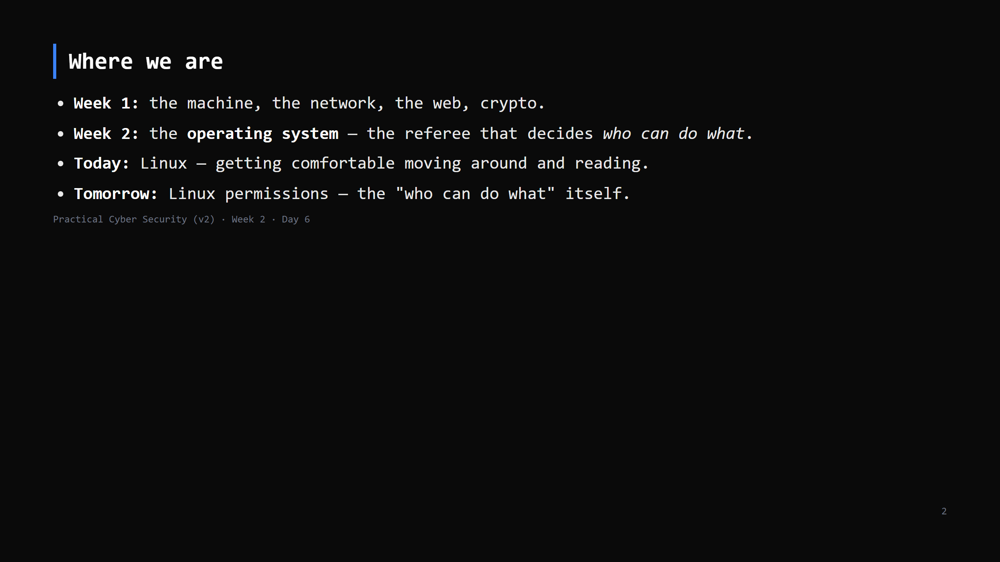 Where we are
• Week 1: the machine, the network, the web, crypto.
• Week 2: the operating system — the referee that decides who can do what.
• Today: Linux — getting comfortable moving around and reading.
• Tomorrow: Linux permissions — the "who can do what" itself.
Practical Cyber Security (v2) · Week 2 · Day 6
2